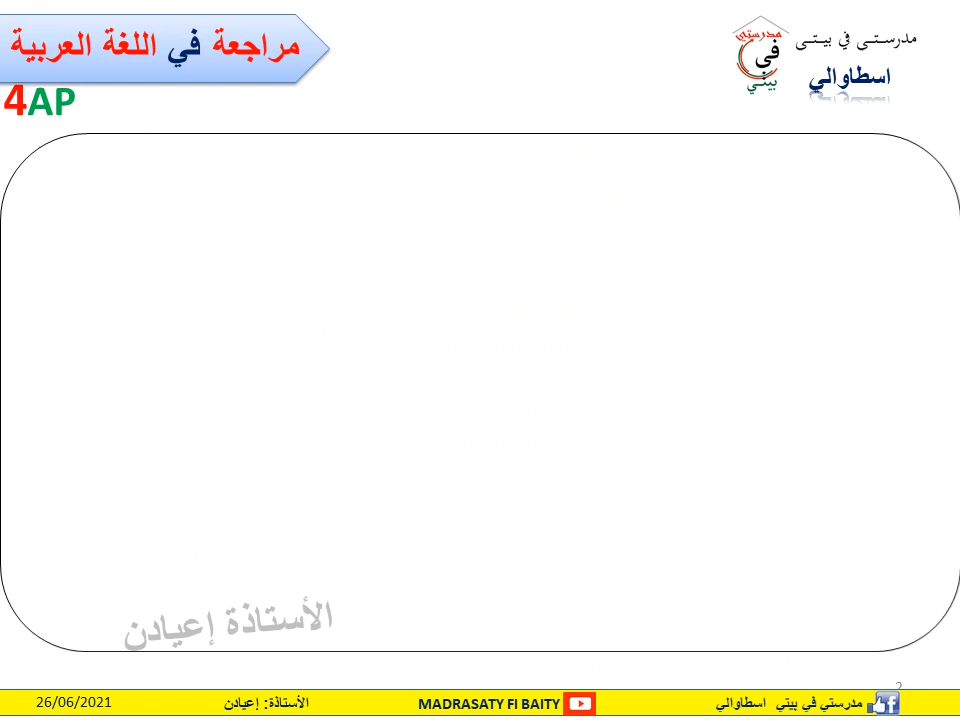 مراجعة في اللغة العربية
4AP
مدرستي
في
بيتي
مدرستي في بيتي
اسطاوالي
الأستاذة إعيادن
2
26/06/2021
الأستاذة: إعيادن
MADRASATY FI BAITY
مدرستي في بيتي اسطاوالي